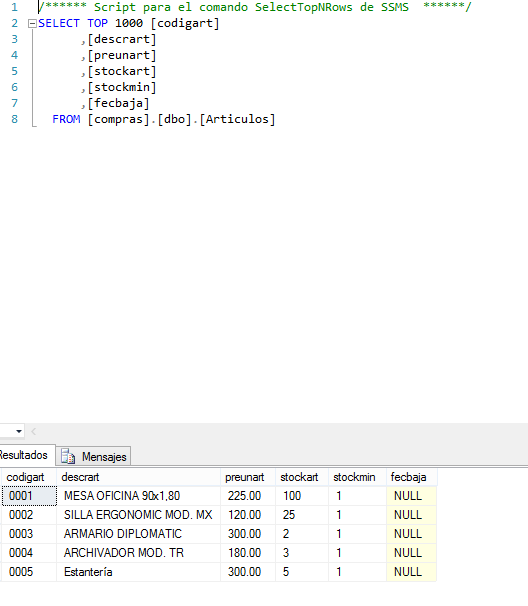 1 /****** Script para el comando SelectTopNRows de SSMS  ******/
2 SELECT TOP 1000 [codigart]
3 ,[descrart]
4 ,[preunart]
5 ,[stockart]
6 ,[stockmin]
7 ,[fecbaja]
8 FROM [compras].[dbo].[Articulos]
Resultados Mensajes
codigart descrart preunart stockart stockmin fecbaja
0001 MESA OFICINA 90x1,80 225.00 100 1 NULL
0002 SILLA ERGONOMIC MOD. MX 120.00 25 1 NULL
0003 ARMARIO DIPLOMATIC 300.00 2 1 NULL
0004 ARCHIVADOR MOD. TR 180.00 3 1 NULL
0005 Estantería 300.00 5 1 NULL